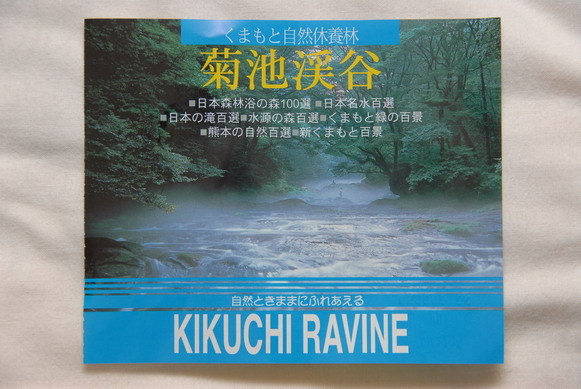 くまもと自然休養林
菊池渓谷
■日本森林浴の森100選 ■日本名水百選
■日本の滝百選■水源の森百選■くまもと緑の百景
■熊本の自然百選■新くまもと百景
自然ときままにふれあえる
KIKUCHI RAVINE